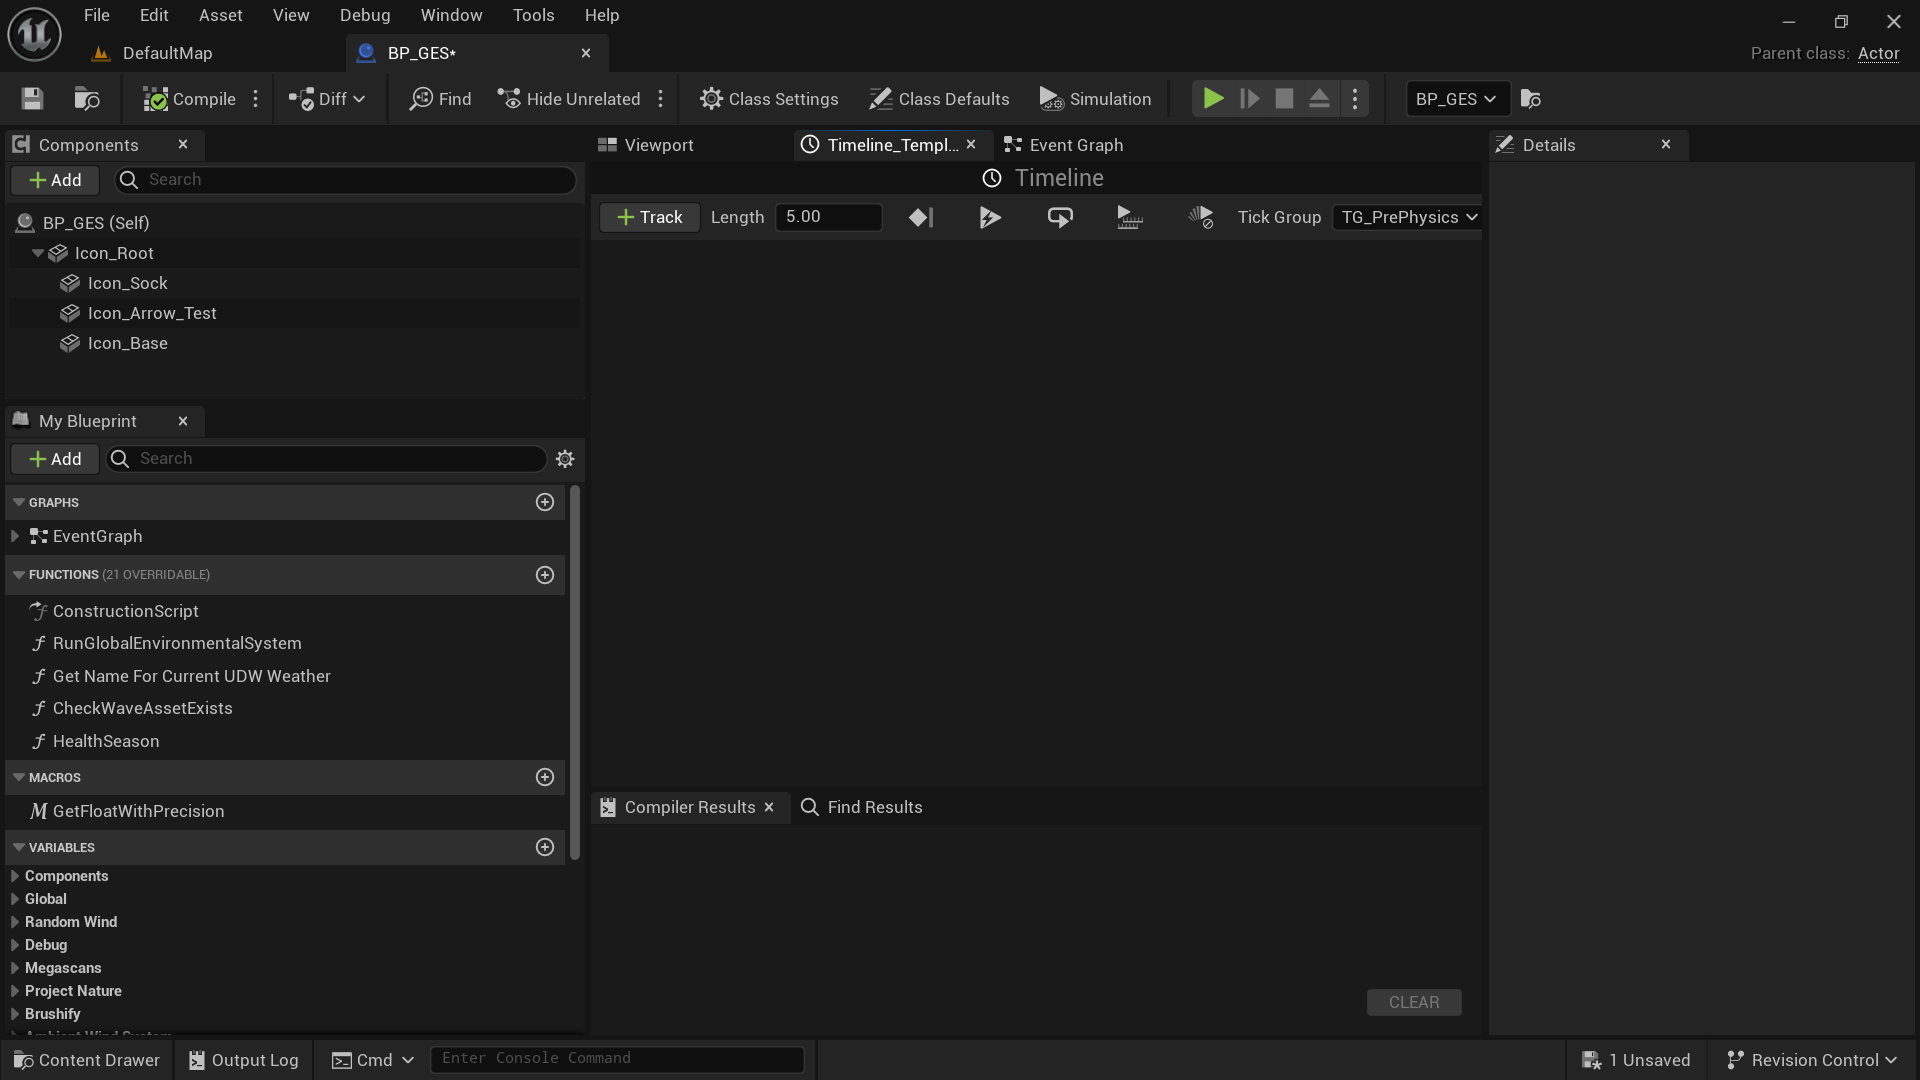 File Edit Asset View Debug Window Tools Help
DefaultMap BP_GES*
Parent class: Actor
Compile Diff Find Hide Unrelated Class Settings Class Defaults Simulation BP_GES
Components
Add Search
BP_GES (Self)
Icon_Root
Icon_Sock
Icon_Arrow_Test
Icon_Base
My Blueprint
Add Search
GRAPHS
EventGraph
FUNCTIONS (21 OVERRIDABLE)
ConstructionScript
RunGlobalEnvironmentalSystem
Get Name For Current UDW Weather
CheckWaveAssetExists
HealthSeason
MACROS
GetFloatWithPrecision
VARIABLES
Components
Global
Random Wind
Debug
Megascans
Project Nature
Brushify
Ambient Wind System
Viewport Timeline_Templ... Event Graph
Timeline
Track Length 5.00 Tick Group TG_PrePhysics
Compiler Results Find Results
CLEAR
Details
Content Drawer Output Log Cmd Enter Console Command 1 Unsaved Revision Control